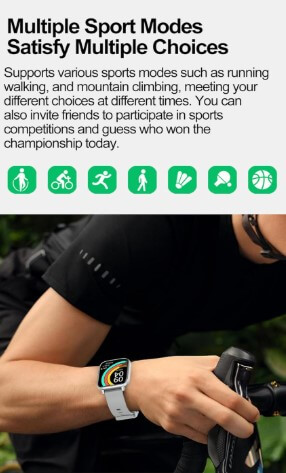 Multiple Sport Modes
Satisfy Multiple Choices
Supports various sports modes such as running
walking, and mountain climbing, meeting your
different choices at different times. You can
also invite friends to participate in sports
competitions and guess who won the
championship today.